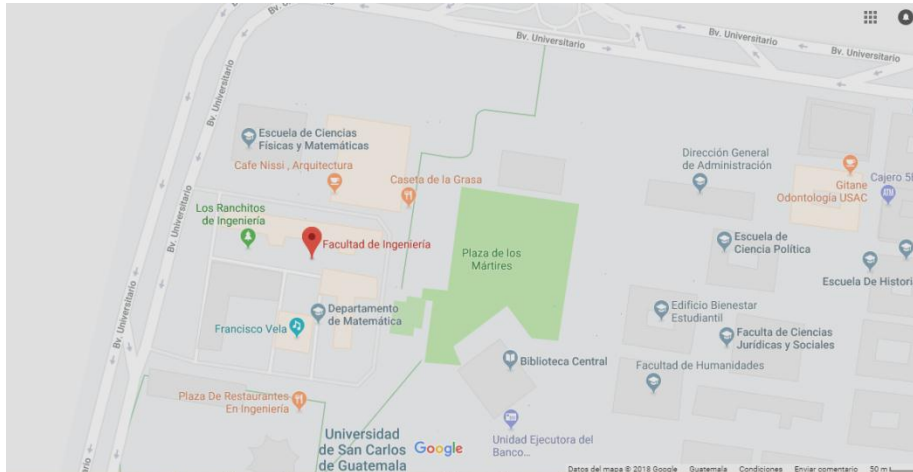 Bv. Universitario
Bv. Universitario
Bv. Universitario
Bv. Universitario
Escuela de Ciencias
Físicas y Matemáticas
Cafe Nissi , Arquitectura
Caseta de la Grasa
Dirección General
de Administración
Gitane
Odontología USAC
Cajero 5
Los Ranchitos
de Ingeniería
Facultad de Ingeniería
Bv. Universitario
Plaza de los
Mártires
Escuela de
Ciencia Política
Escuela De Histori
Departamento
de Matemática
Francisco Vela
Edificio Bienestar
Estudiantil
Faculta de Ciencias
Jurídicas y Sociales
Bv. Universitario
Biblioteca Central
Facultad de Humanidades
Plaza De Restaurantes
En Ingeniería
Universidad
de San Carlos
de Guatemala
Google
Unidad Ejecutora del
Banco...
rio
Datos del mapa © 2018 Google Guatemala Condiciones Enviar comentario 50 m